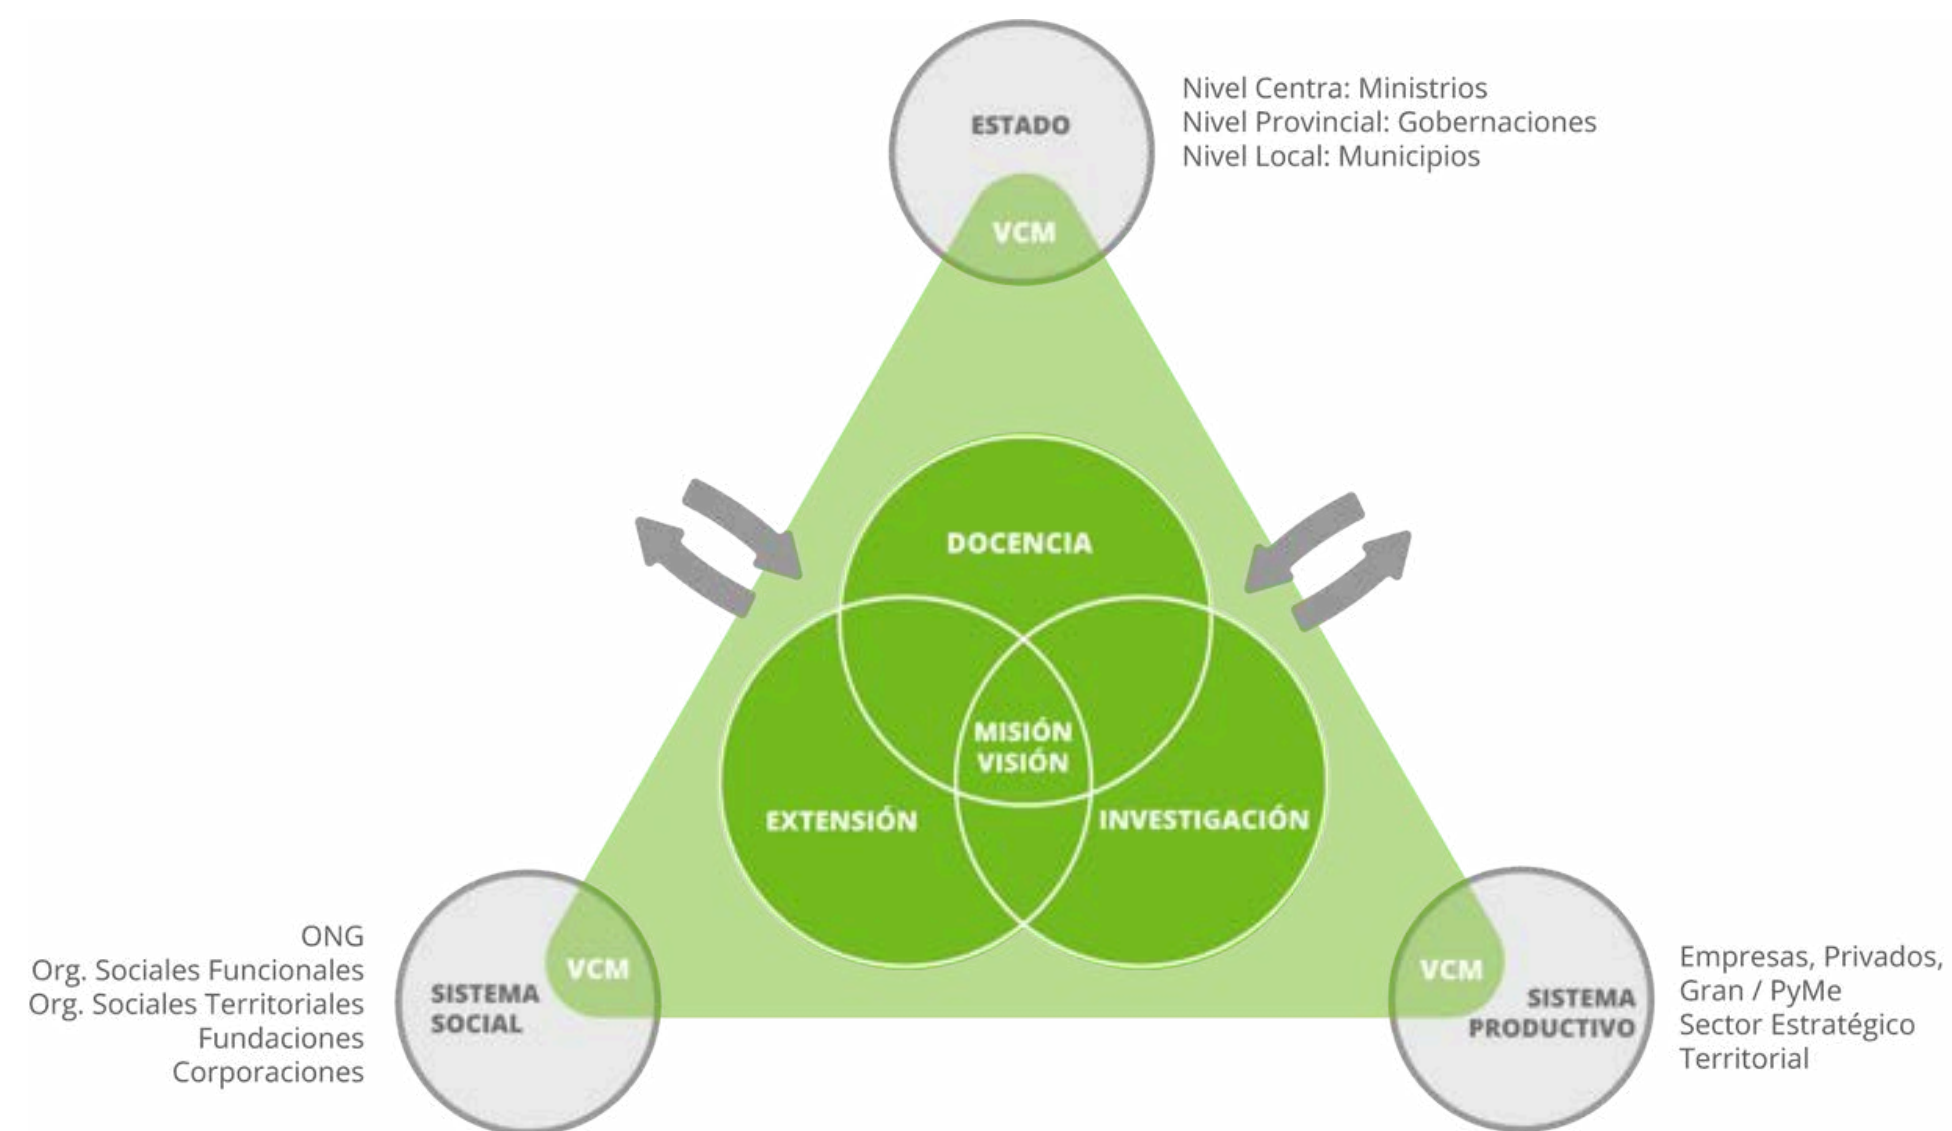 ESTADO
Nivel Centra: Ministrios
Nivel Provincial: Gobernaciones
Nivel Local: Municipios
VCM
DOCENCIA
MISIÓN
VISIÓN
EXTENSIÓN
INVESTIGACIÓN
ONG
Org. Sociales Funcionales
Org. Sociales Territoriales
Fundaciones
Corporaciones
SISTEMA
SOCIAL
VCM
VCM
SISTEMA
PRODUCTIVO
Empresas, Privados,
Gran / PyMe
Sector Estratégico
Territorial